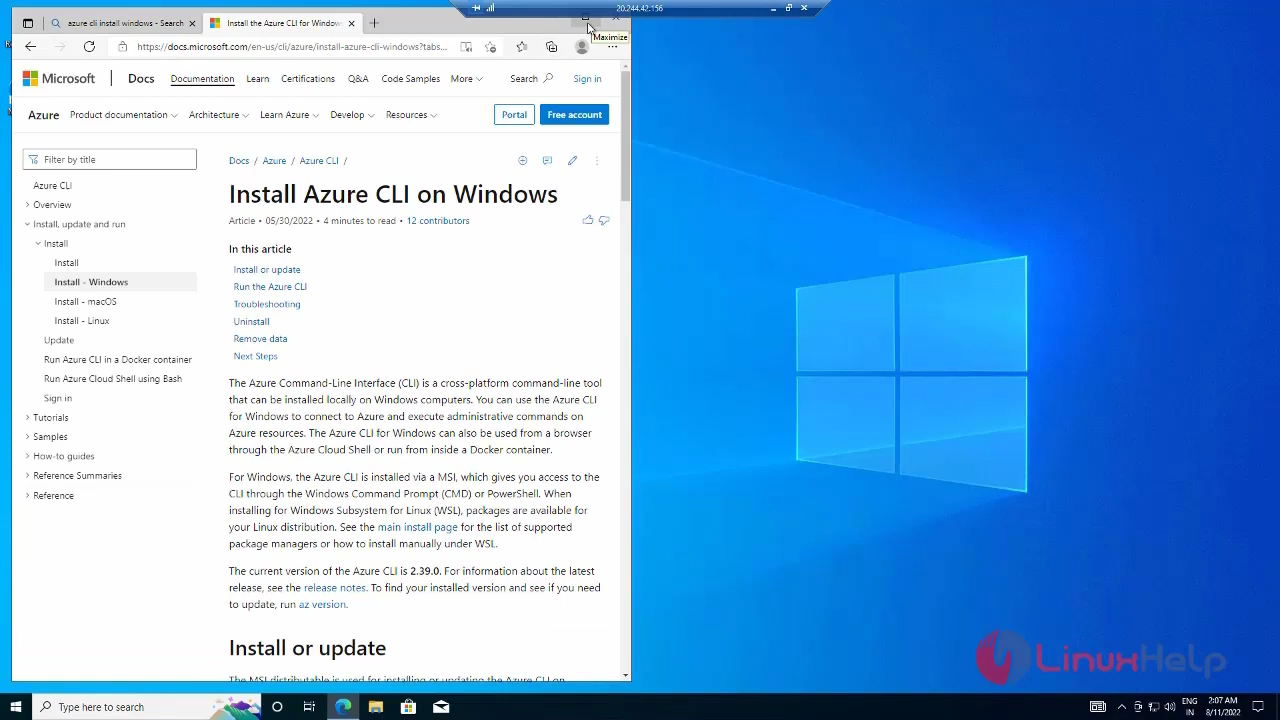 20.244.42.156
azure cli install windows - Search
Install the Azure CLI for Window
Maximize
https://docs.microsoft.com/en-us/cli/azure/install-azure-cli-windows?tabs...
Microsoft
Docs
Documentation
Learn
Certifications
Q&A
Code Samples
More
Search
Sign in
Azure
Product documentation
Architecture
Learn Azure
Develop
Resources
Portal
Free account
Filter by title
Azure CLI
Overview
Install, update and run
Install
Install
Install - Windows
Install - macOS
Install - Linux
Update
Run Azure CLI in a Docker container
Run Azure Cloud Shell using Bash
Sign in
Tutorials
Samples
How-to guides
Reference Summaries
Reference
Docs / Azure / Azure CLI /
Install Azure CLI on Windows
Article • 05/30/2022 • 4 minutes to read • 12 contributors
In this article
Install or update
Run the Azure CLI
Troubleshooting
Uninstall
Remove data
Next Steps
The Azure Command-Line Interface (CLI) is a cross-platform command-line tool
that can be installed locally on Windows computers. You can use the Azure CLI
for Windows to connect to Azure and execute administrative commands on
Azure resources. The Azure CLI for Windows can also be used from a browser
through the Azure Cloud Shell or run from inside a Docker container.
For Windows, the Azure CLI is installed via a MSI, which gives you access to the
CLI through the Windows Command Prompt (CMD) or PowerShell. When
installing for Windows Subsystem for Linux (WSL), packages are available for
your Linux distribution. See the main install page for the list of supported
package managers or how to install manually under WSL.
The current version of the Azure CLI is 2.39.0. For information about the latest
release, see the release notes. To find your installed version and see if you need
to update, run az version.
Install or update
The MSI distributable is used for installing or updating the Azure CLI on
LinuxHelp
Type here to search
ENG
IN
2:07 AM
8/11/2022